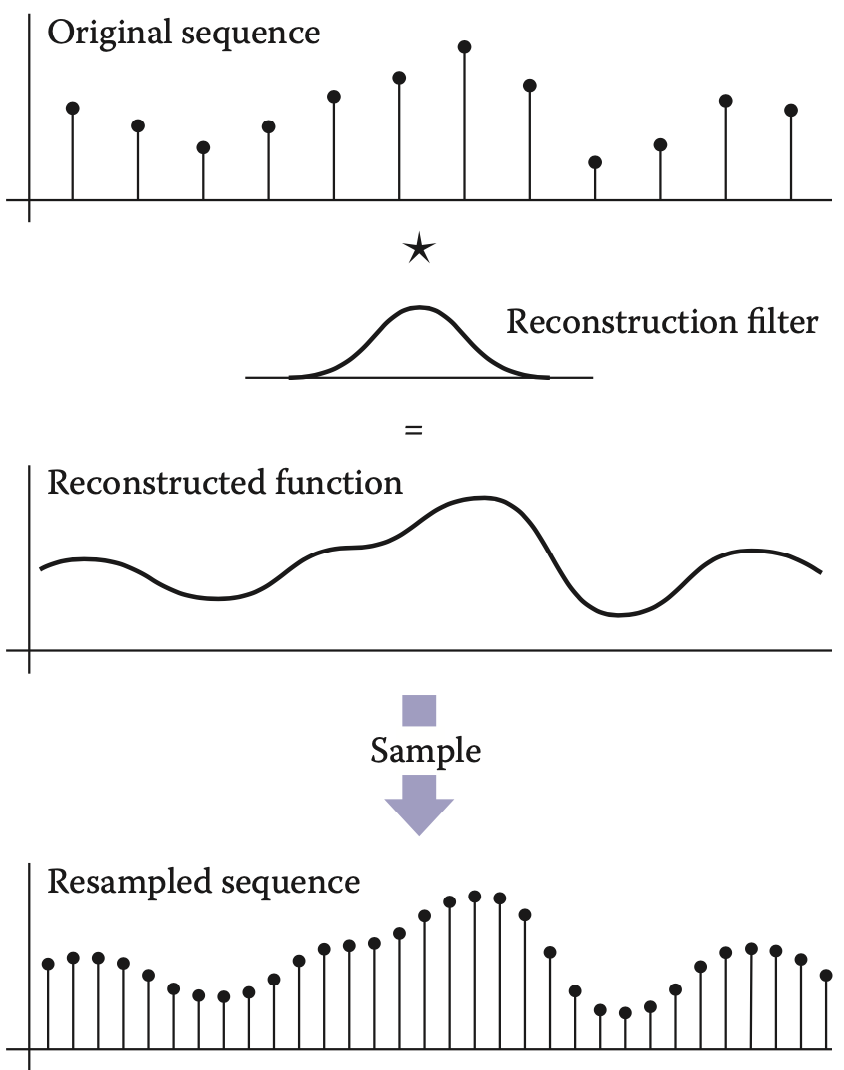 Original sequence
★
Reconstruction filter
=
Reconstructed function
Sample
Resampled sequence